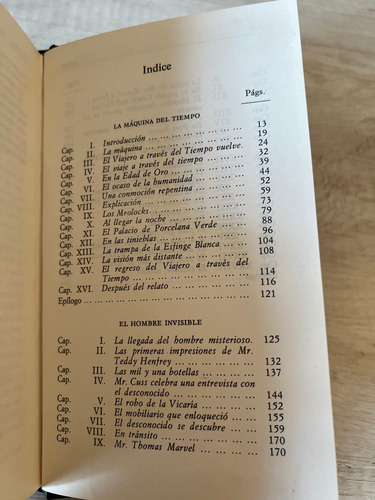 Indice
Págs.
LA MÁQUINA DEL TIEMPO
Cap. I. Introducción ... ... ... ... ... ... ... 13
Cap. II. La máquina ... ... ... ... ... ... ... 19
Cap. III. El Viajero a través del Tiempo vuelve. 24
Cap. IV. El viaje a través del tiempo ... ... ... 32
Cap. V. En la Edad de Oro ... ... ... ... ... 39
Cap. VI. El ocaso de la humanidad ... ... ... 44
Cap. VII. Una conmoción repentina ... ... ... 52
Cap. VIII. Explicación ... ... ... ... ... ... ... 59
Cap. IX. Los Mrolocks ... ... ... ... ... ... 73
Cap. X. Al llegar la noche ... ... ... ... ... 79
Cap. XI. El Palacio de Porcelana Verde ... ... 88
Cap. XII. En las tinieblas ... ... ... ... ... ... 96
Cap. XIII. La trampa de la Esfinge Blanca ... ... 104
Cap. XIV. La visión más distante ... ... ... ... 108
Cap. XV. El regreso del Viajero a través del
Tiempo ... ... ... ... ... ... ... ... 114
Cap. XVI. Después del relato ... ... ... ... ... 116
Epílogo ... ... ... ... ... ... ... ... ... ... 121
EL HOMBRE INVISIBLE
Cap. I. La llegada del hombre misterioso. 125
Cap. II. Las primeras impresiones de Mr.
Teddy Henfrey ... ... ... ... ... ... 132
Cap. III. Las mil y una botellas ... ... ... ... 137
Cap. IV. Mr. Cuss celebra una entrevista con
el desconocido ... ... ... ... ... ... 144
Cap. V. El robo de la Vicaria ... ... ... ... 152
Cap. VI. El mobiliario que enloqueció ... ... 155
Cap. VII. El desconocido se descubre ... ... ... 159
Cap. VIII. En tránsito ... ... ... ... ... ... ... 170
Cap. IX. Mr. Thomas Marvel ... ... ... ... ... 170